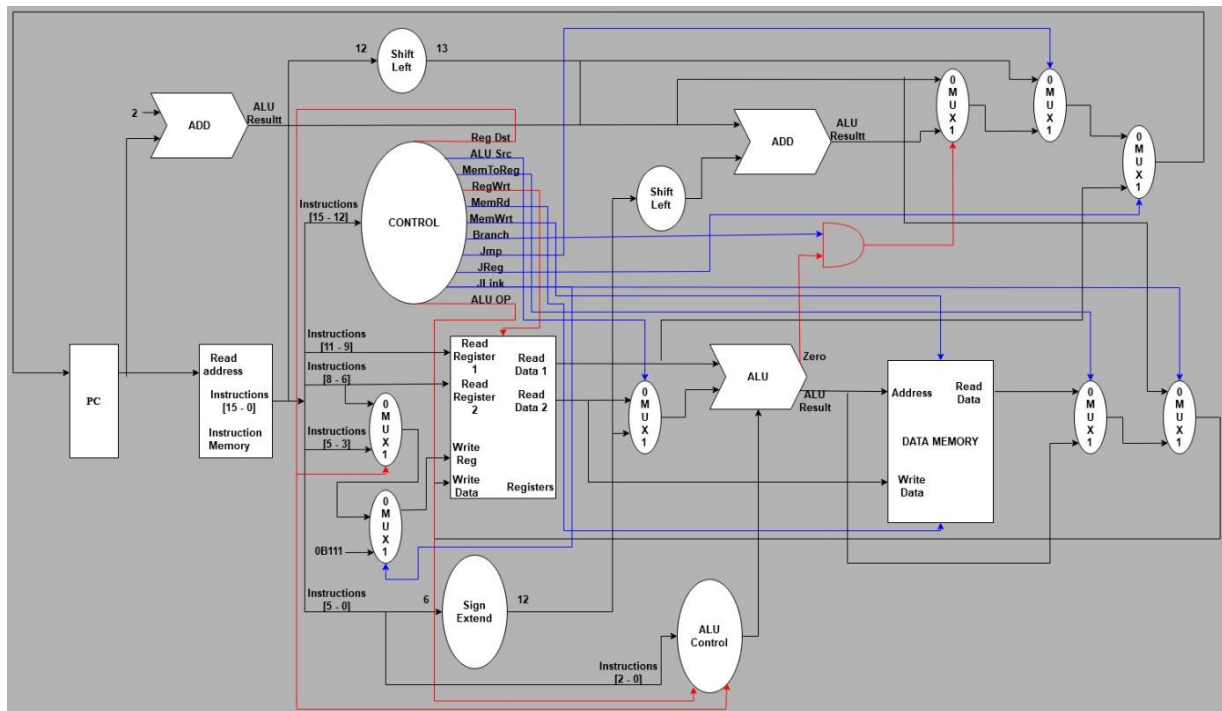 12
Shift
Left
13
2
ADD
ALU
Resultt
Reg Dst
ALU Src
MemToReg
RegWrt
MemRd
MemWrt
Branch
Jmp
JReg
JLink
ALU OP
CONTROL
Instructions
[15 - 12]
Shift
Left
ADD
ALU
Resultt
0
M
U
X
1
0
M
U
X
1
0
M
U
X
1
PC
Read
address
Instructions
[15 - 0]
Instruction
Memory
Instructions
[11 - 9]
Instructions
[8 - 6]
[5 - 3]
0
M
U
X
1
0
M
U
X
1
0B111
Read
Register
1
Read
Register
2
Write
Reg
Write
Data
Read
Data 1
Read
Data 2
Registers
0
M
U
X
1
ALU
Zero
ALU
Result
Address
Read
Data
DATA MEMORY
Write
Data
0
M
U
X
1
0
M
U
X
1
Instructions
[5 - 0]
6
Sign
Extend
12
Instructions
[2 - 0]
ALU
Control